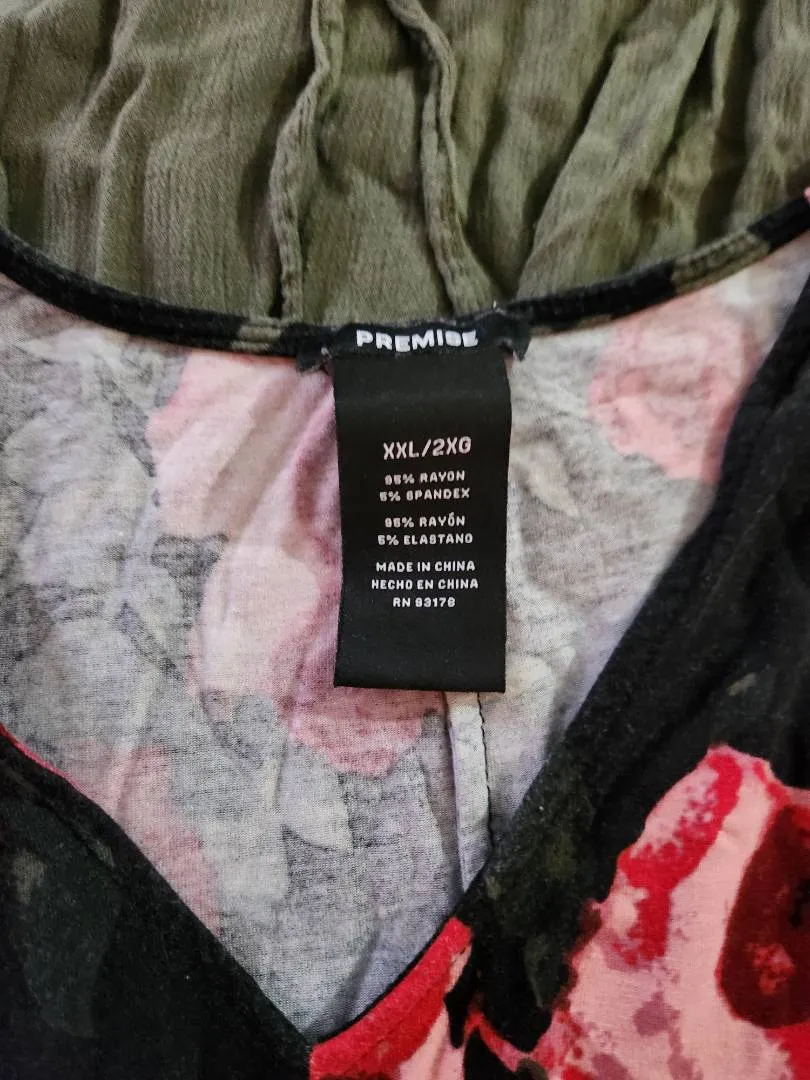 PREMISE
XXL/2XG
95% RAYON
5% SPANDEX
95% RAYÓN
5% ELASTANO
MADE IN CHINA
HECHO EN CHINA
RN 93178